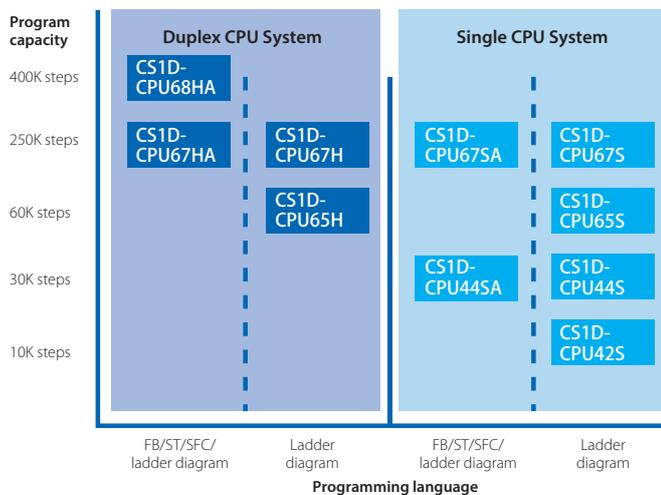 Program
capacity
Duplex CPU System
Single CPU System
400K steps
CS1D-
CPU68HA
250K steps
CS1D-
CPU67HA
CS1D-
CPU67H
CS1D-
CPU67SA
CS1D-
CPU67S
60K steps
CS1D-
CPU65H
CS1D-
CPU65S
30K steps
CS1D-
CPU44SA
CS1D-
CPU44S
10K steps
CS1D-
CPU42S
FB/ST/SFC/
ladder diagram
Ladder
diagram
FB/ST/SFC/
ladder diagram
Ladder
diagram
Programming language